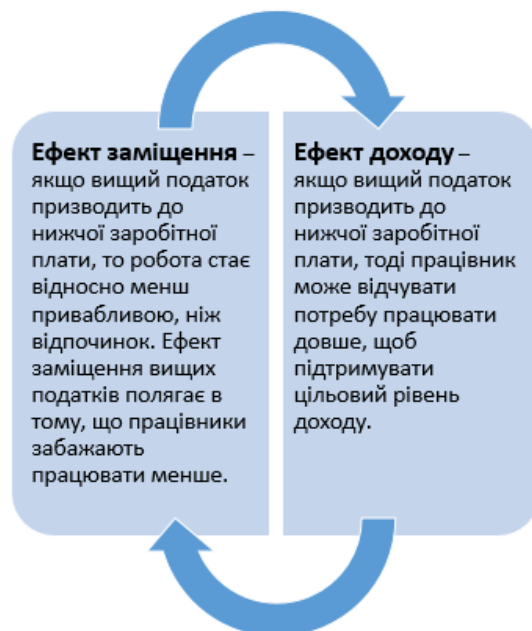 Ефект заміщення –
якщо вищий податок
призводить до
нижчої заробітної
плати, то робота стає
відносно менш
привабливою, ніж
відпочинок. Ефект
заміщення вищих
податків полягає в
тому, що працівники
забажають
працювати менше.
Ефект доходу –
якщо вищий податок
призводить до
нижчої заробітної
плати, тоді працівник
може відчувати
потребу працювати
довше, щоб
підтримувати
цільовий рівень
доходу.